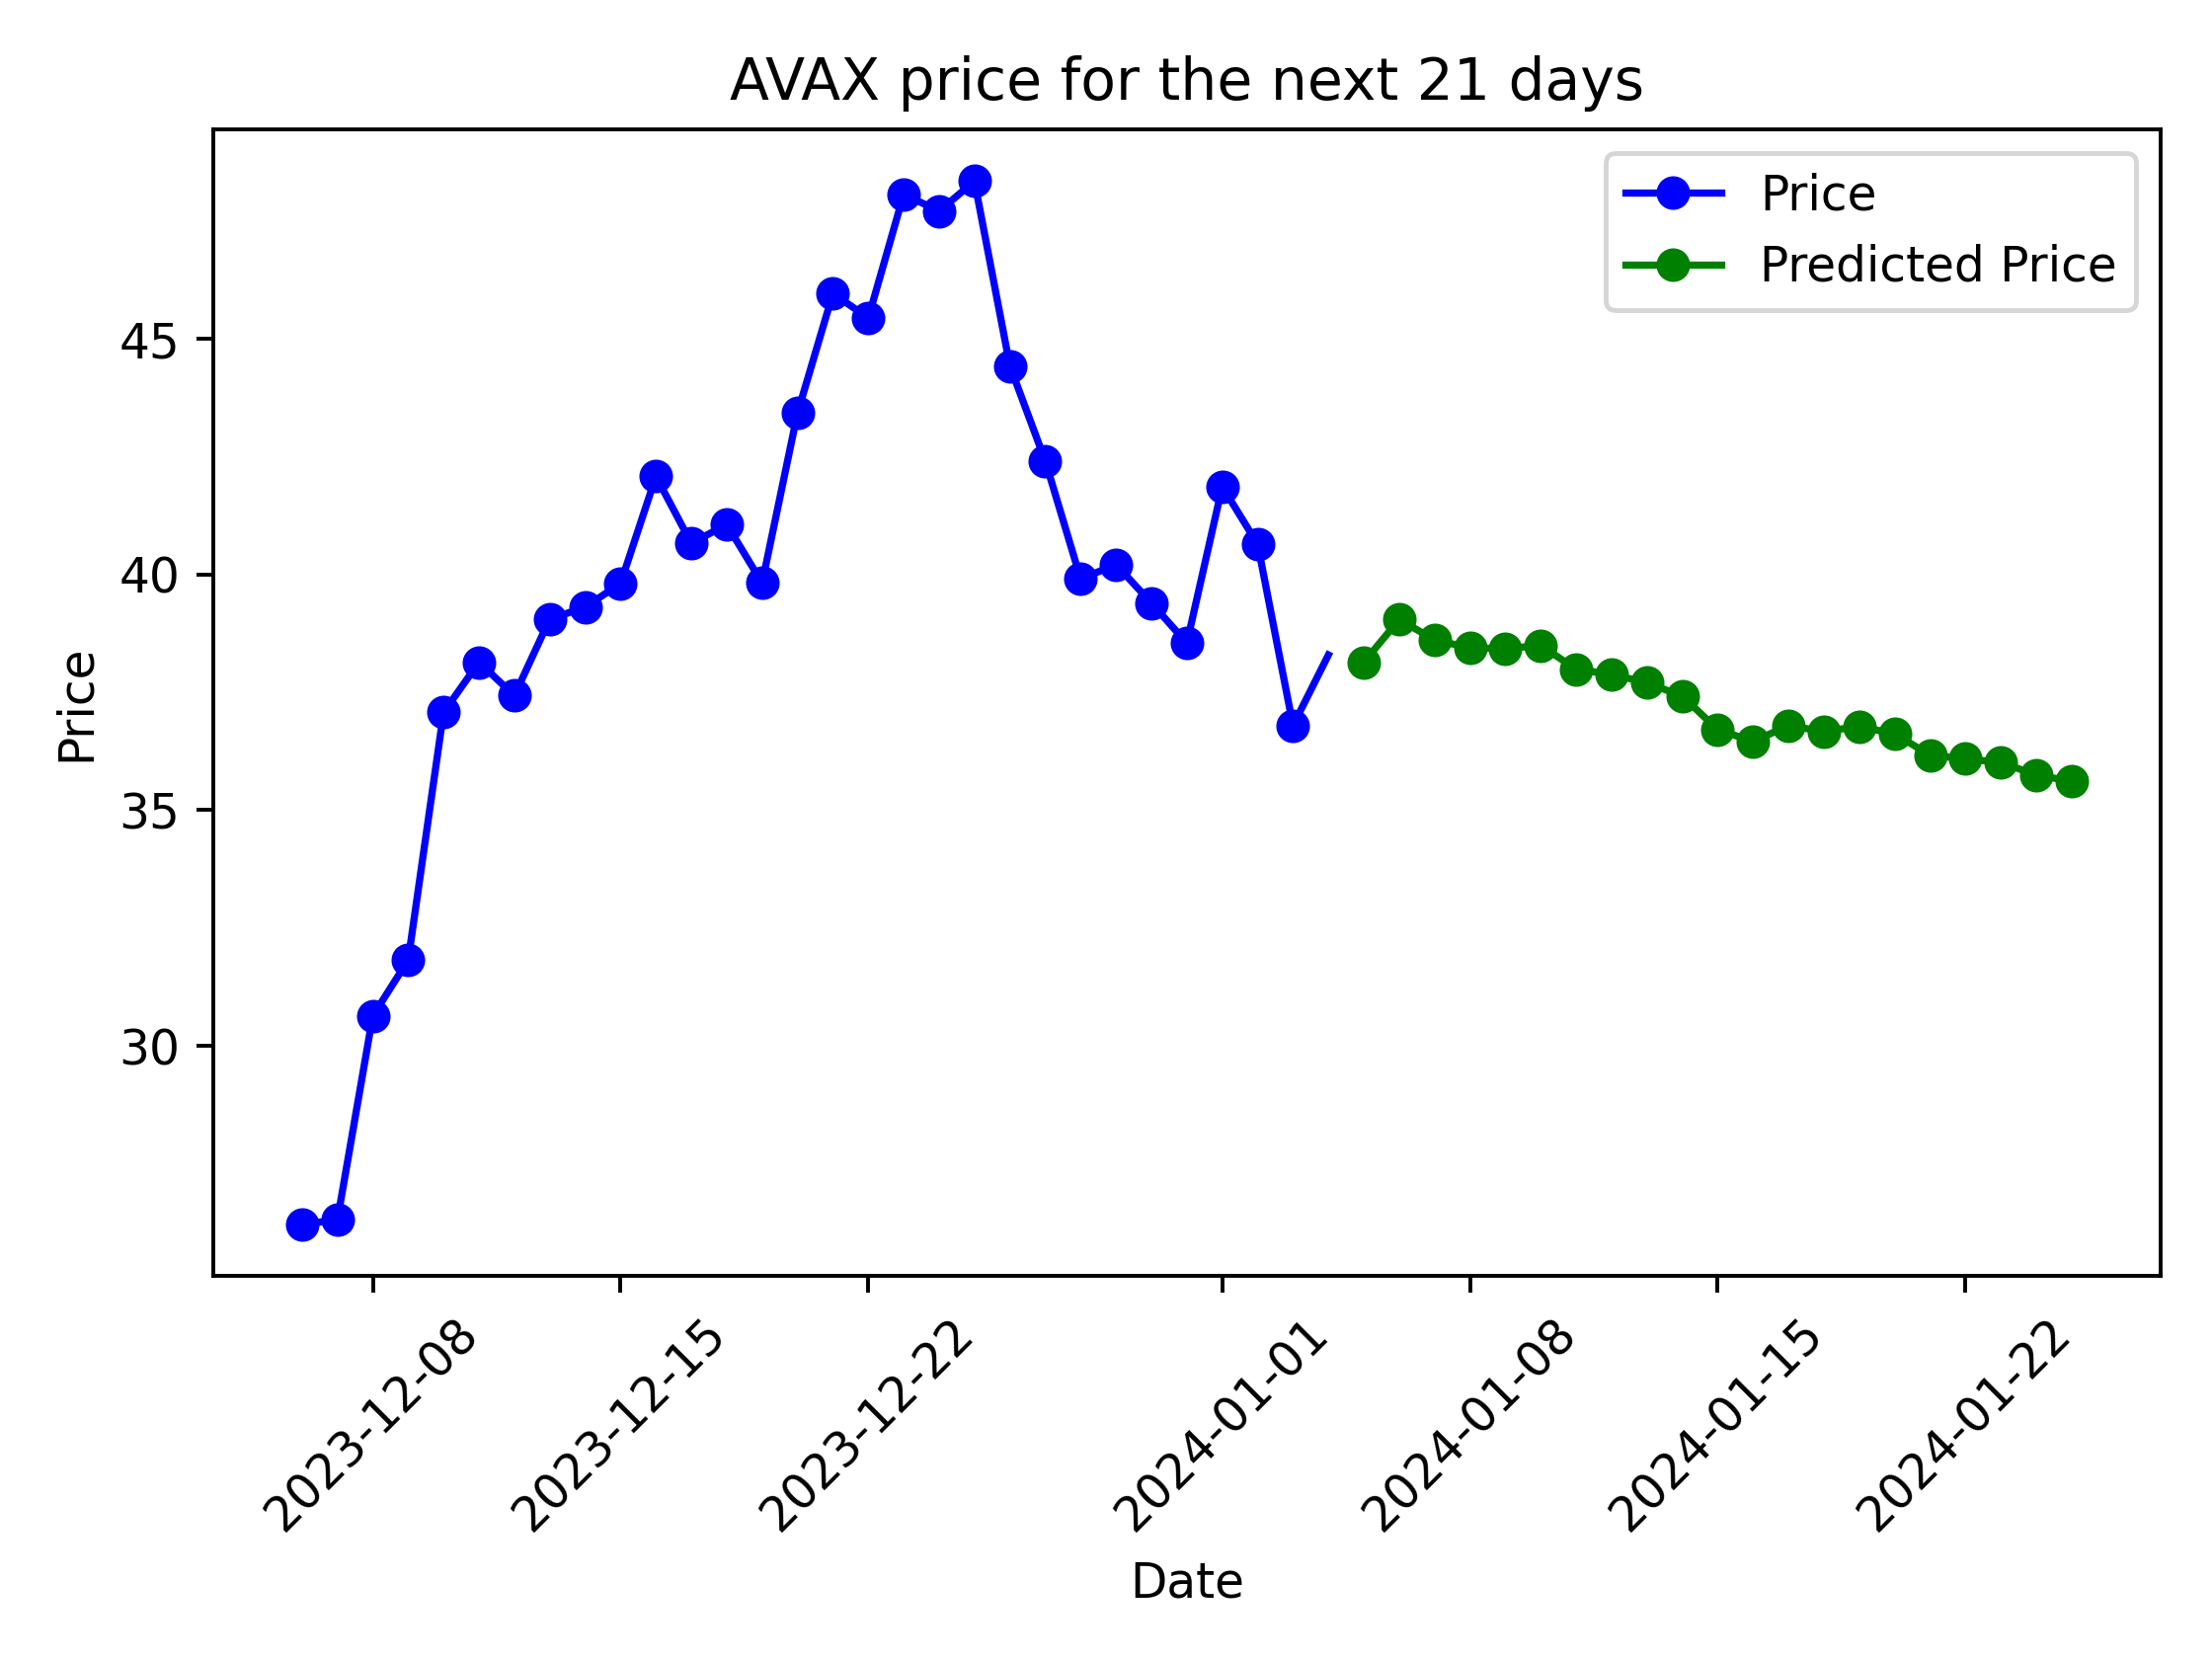 AVAX price for the next 21 days
Price
Predicted Price
45
40
35
30
Price
2023-12-08
2023-12-15
2023-12-22
2024-01-01
2024-01-08
2024-01-15
2024-01-22
Date